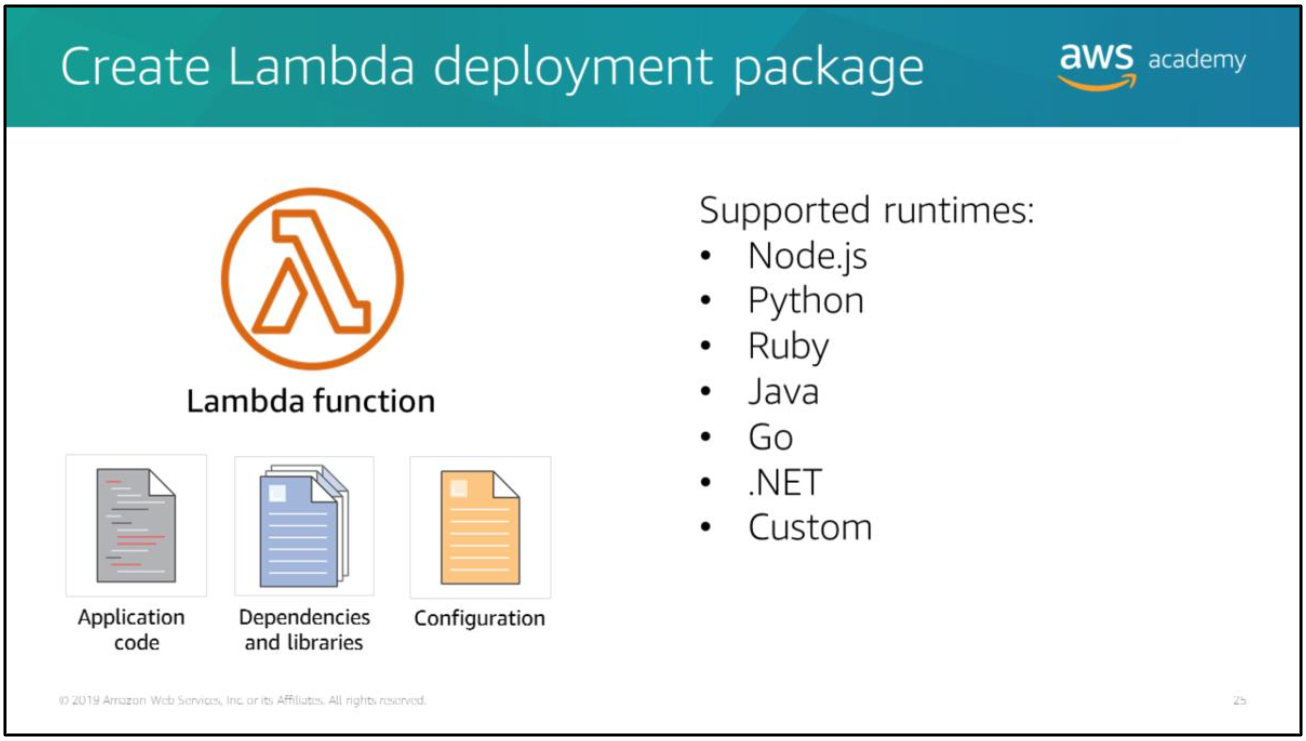 Create Lambda deployment package
aws academy
Lambda function
Application
code
Dependencies
and libraries
Configuration
Supported runtimes:
• Node.js
• Python
• Ruby
• Java
• Go
• .NET
• Custom
© 2019 Amazon Web Services, Inc. or its Affiliates. All rights reserved.
25